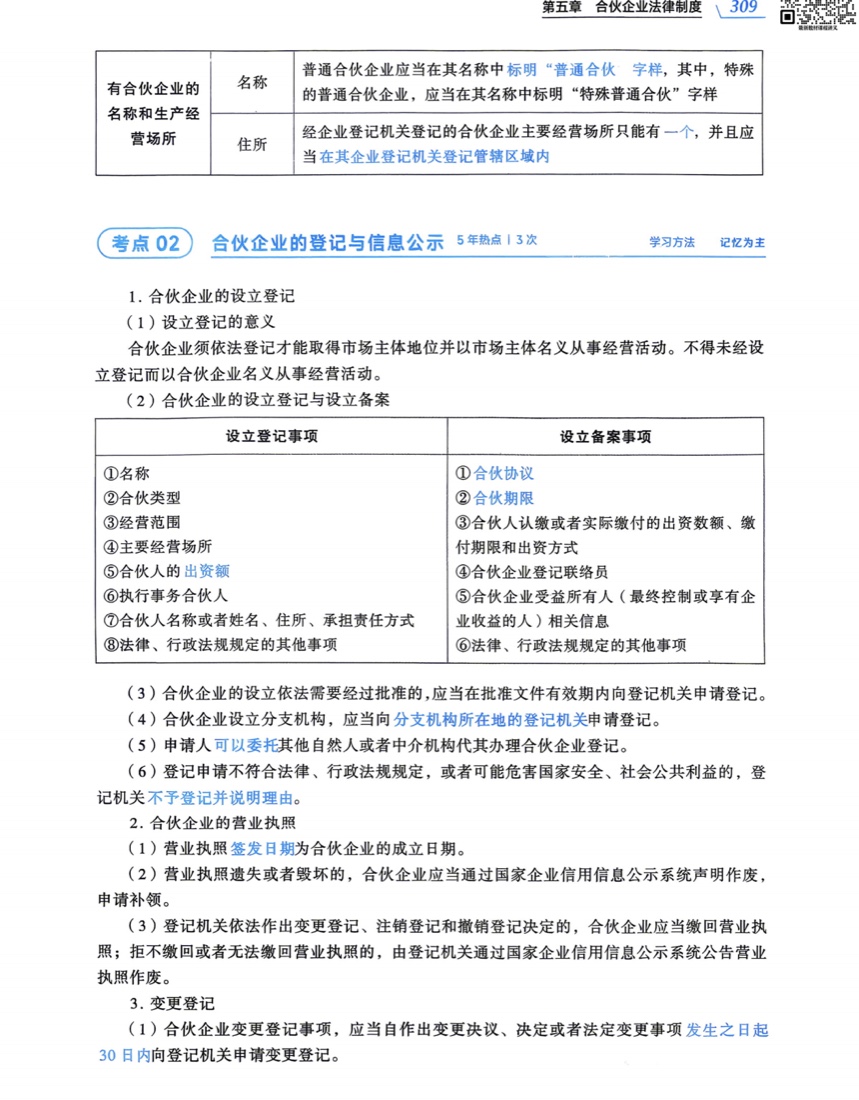 第五章 合伙企业法律制度 309
有合伙企业的
名称和生产经
营场所
名称
普通合伙企业应当在其名称中标明“普通合伙 字样，其中，特殊
的普通合伙企业，应当在其名称中标明“特殊普通合伙”字样
住所
经企业登记机关登记的合伙企业主要经营场所只能有一个，并且应
当在其企业登记机关登记管辖区域内
考点 02 合伙企业的登记与信息公示 5年热点 | 3次 学习方法 记忆为主
1. 合伙企业的设立登记
（1）设立登记的意义
合伙企业须依法登记才能取得市场主体地位并以市场主体名义从事经营活动。不得未经设
立登记而以合伙企业名义从事经营活动。
（2）合伙企业的设立登记与设立备案
设立登记事项
①名称
②合伙类型
③经营范围
④主要经营场所
⑤合伙人的出资额
⑥执行事务合伙人
⑦合伙人名称或者姓名、住所、承担责任方式
⑧法律、行政法规规定的其他事项
设立备案事项
①合伙协议
②合伙期限
③合伙人认缴或者实际缴付的出资数额、缴
付期限和出资方式
④合伙企业登记联络员
⑤合伙企业受益所有人（最终控制或享有企
业收益的人）相关信息
⑥法律、行政法规规定的其他事项
（3）合伙企业的设立依法需要经过批准的，应当在批准文件有效期内向登记机关申请登记。
（4）合伙企业设立分支机构，应当向分支机构所在地的登记机关申请登记。
（5）申请人可以委托其他自然人或者中介机构代其办理合伙企业登记。
（6）登记申请不符合法律、行政法规规定，或者可能危害国家安全、社会公共利益的，登
记机关不予登记并说明理由。
2. 合伙企业的营业执照
（1）营业执照签发日期为合伙企业的成立日期。
（2）营业执照遗失或者毁坏的，合伙企业应当通过国家企业信用信息公示系统声明作废，
申请补领。
（3）登记机关依法作出变更登记、注销登记和撤销登记决定的，合伙企业应当缴回营业执
照；拒不缴回或者无法缴回营业执照的，由登记机关通过国家企业信用信息公示系统公告营业
执照作废。
3. 变更登记
（1）合伙企业变更登记事项，应当自作出变更决议、决定或者法定变更事项发生之日起
30日内向登记机关申请变更登记。